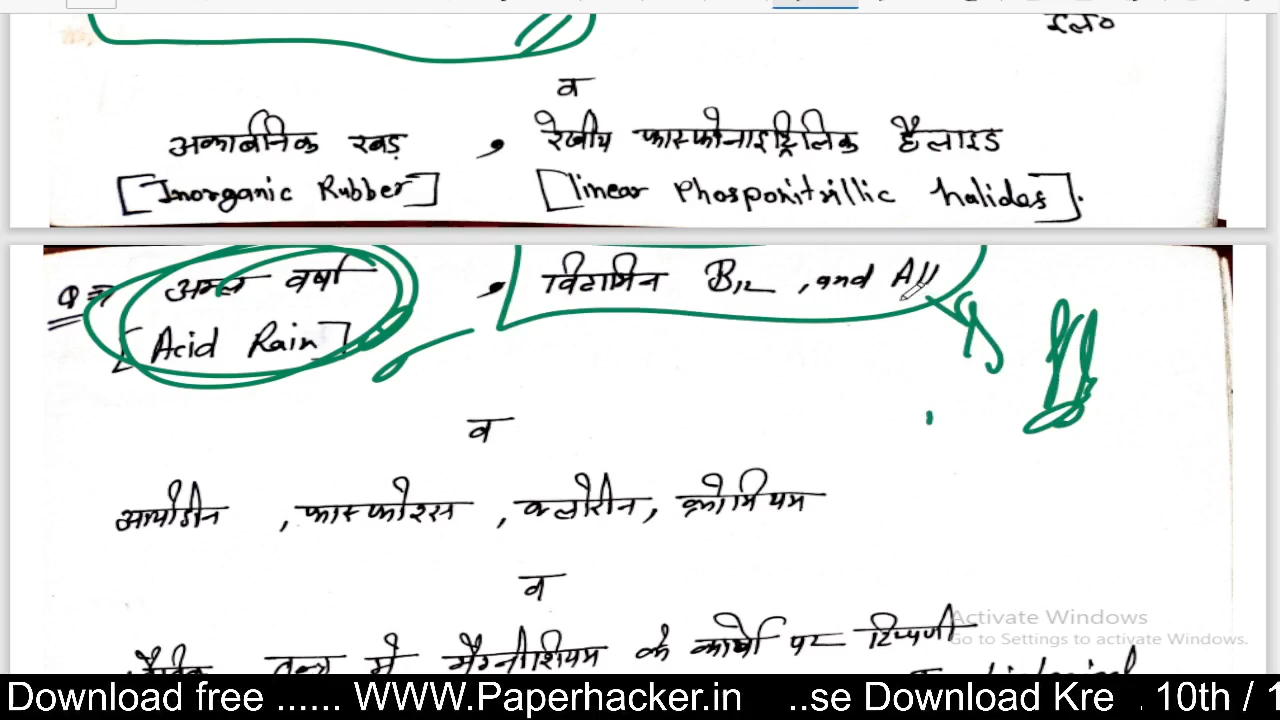 व
अकार्बनिक रबड़ , रेखीय फास्फोनाइट्रिलिक हैलाइड
[Inorganic Rubber] [linear Phosponitrillic halides].
Q⇒ अम्ल वर्षा , विटामिन B12 , and A
[Acid Rain]
व
आयोडीन , फास्फोरस , क्लोरीन, क्रोमियम
व
तन्त्र में मैग्नीशियम के कार्यों पर टिप्पणी
Activate Windows
Go to Settings to activate Windows.
Download free ...... WWW.Paperhacker.in ..se Download Kre . 10th / 1